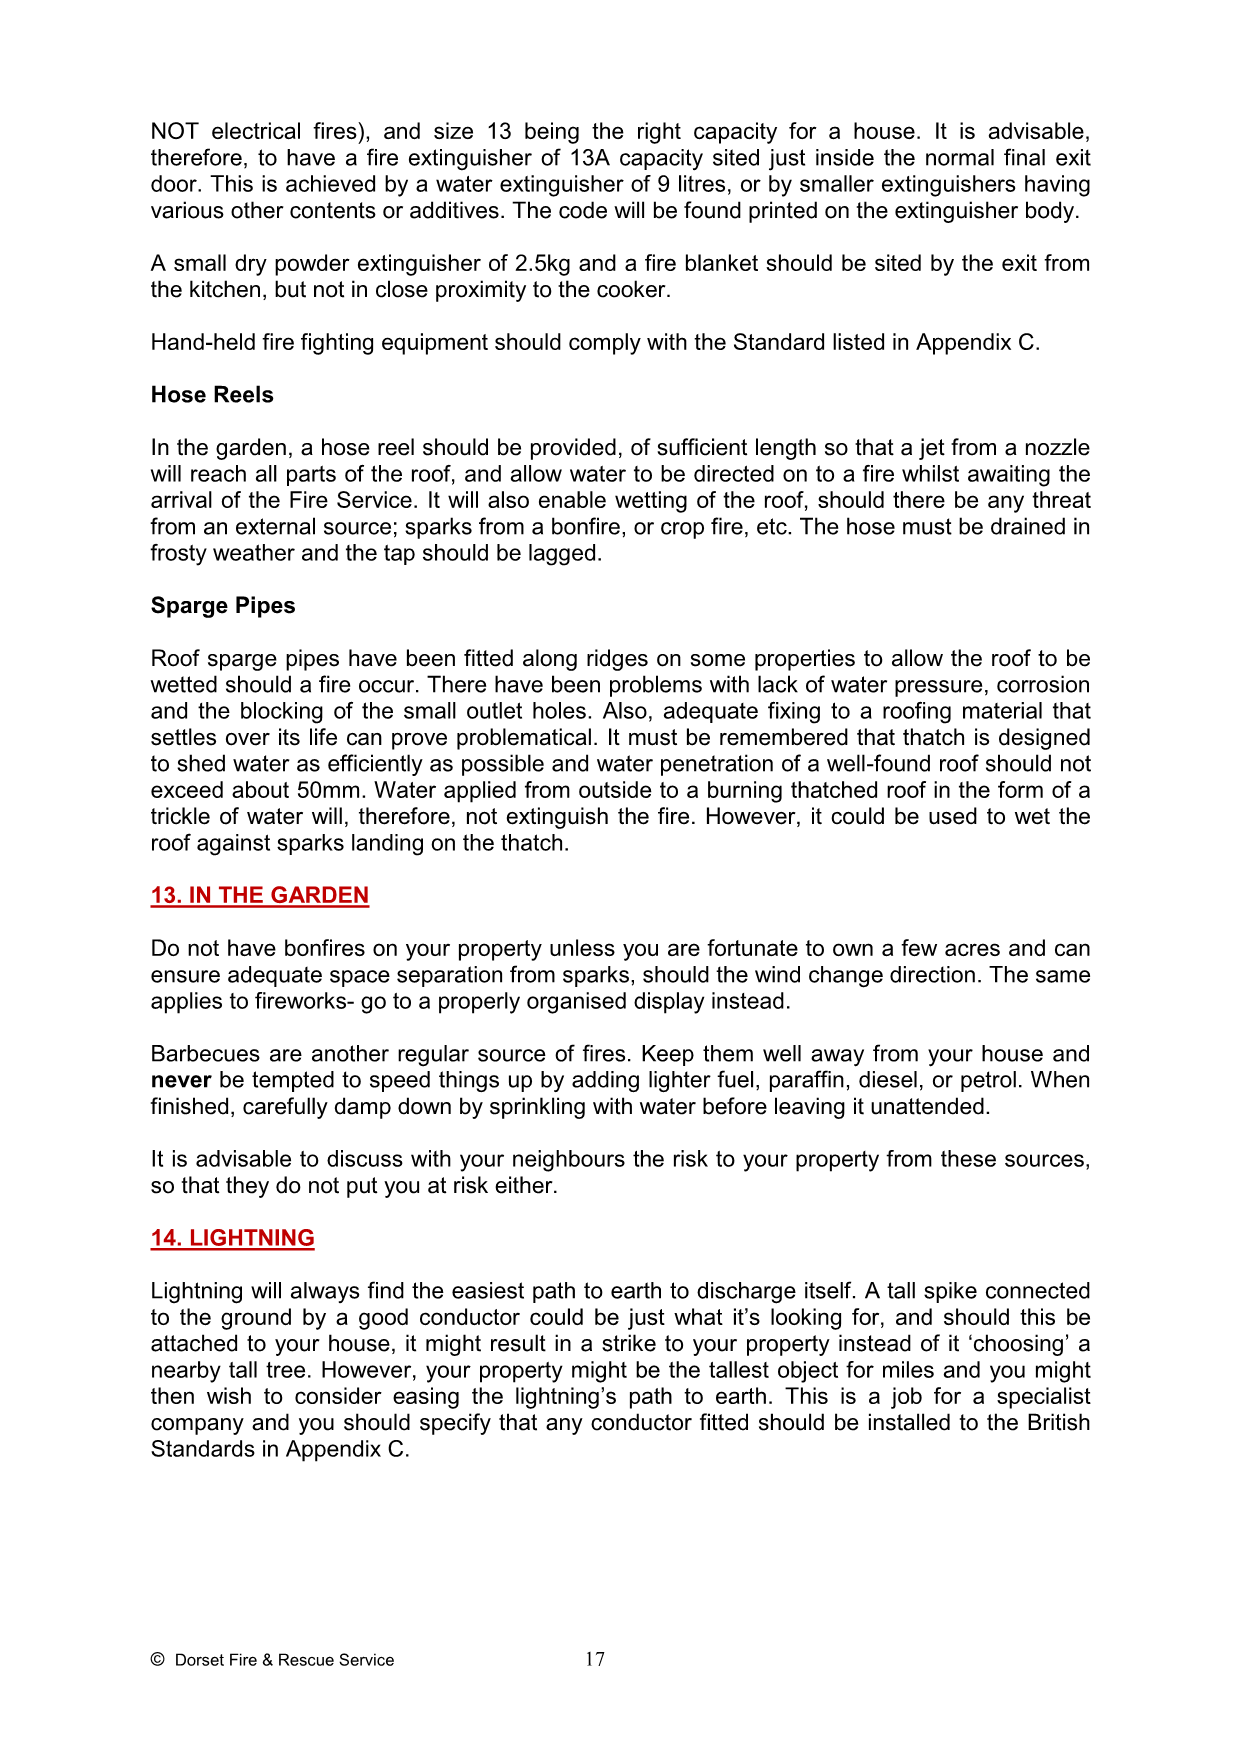 NOT electrical fires), and size 13 being the right capacity for a house. It is advisable,
therefore, to have a fire extinguisher of 13A capacity sited just inside the normal final exit
door. This is achieved by a water extinguisher of 9 litres, or by smaller extinguishers having
various other contents or additives. The code will be found printed on the extinguisher body.
A small dry powder extinguisher of 2.5kg and a fire blanket should be sited by the exit from
the kitchen, but not in close proximity to the cooker.
Hand-held fire fighting equipment should comply with the Standard listed in Appendix C.
Hose Reels
In the garden, a hose reel should be provided, of sufficient length so that a jet from a nozzle
will reach all parts of the roof, and allow water to be directed on to a fire whilst awaiting the
arrival of the Fire Service. It will also enable wetting of the roof, should there be any threat
from an external source; sparks from a bonfire, or crop fire, etc. The hose must be drained in
frosty weather and the tap should be lagged.
Sparge Pipes
Roof sparge pipes have been fitted along ridges on some properties to allow the roof to be
wetted should a fire occur. There have been problems with lack of water pressure, corrosion
and the blocking of the small outlet holes. Also, adequate fixing to a roofing material that
settles over its life can prove problematical. It must be remembered that thatch is designed
to shed water as efficiently as possible and water penetration of a well-found roof should not
exceed about 50mm. Water applied from outside to a burning thatched roof in the form of a
trickle of water will, therefore, not extinguish the fire. However, it could be used to wet the
roof against sparks landing on the thatch.
13. IN THE GARDEN
Do not have bonfires on your property unless you are fortunate to own a few acres and can
ensure adequate space separation from sparks, should the wind change direction. The same
applies to fireworks- go to a properly organised display instead.
Barbecues are another regular source of fires. Keep them well away from your house and
never be tempted to speed things up by adding lighter fuel, paraffin, diesel, or petrol. When
finished, carefully damp down by sprinkling with water before leaving it unattended.
It is advisable to discuss with your neighbours the risk to your property from these sources,
so that they do not put you at risk either.
14. LIGHTNING
Lightning will always find the easiest path to earth to discharge itself. A tall spike connected
to the ground by a good conductor could be just what it’s looking for, and should this be
attached to your house, it might result in a strike to your property instead of it ‘choosing’ a
nearby tall tree. However, your property might be the tallest object for miles and you might
then wish to consider easing the lightning’s path to earth. This is a job for a specialist
company and you should specify that any conductor fitted should be installed to the British
Standards in Appendix C.
© Dorset Fire & Rescue Service 17